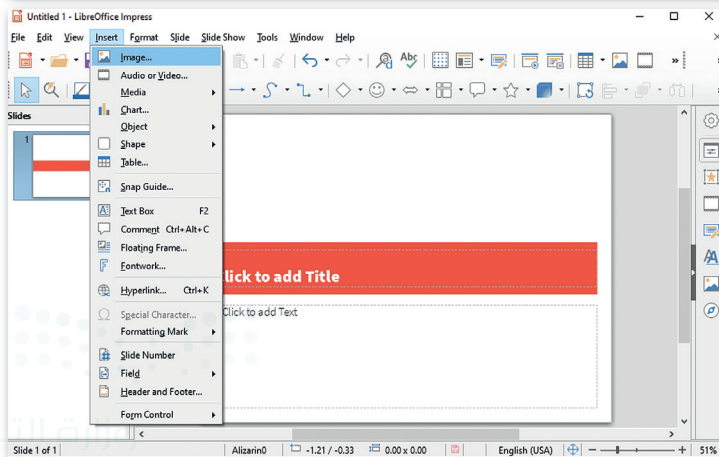 Untitled 1 - LibreOffice Impress
File Edit View Insert Format Slide Slide Show Tools Window Help
Image...
Audio or Video...
Media
Chart...
Object
Shape
Table...
Snap Guide...
Text Box F2
Comment Ctrl+Alt+C
Floating Frame...
Fontwork...
Hyperlink... Ctrl+K
Special Character...
Formatting Mark
Slide Number
Field
Header and Footer...
Form Control
Slides
1
lick to add Title
Click to add Text
Slide 1 of 1 Alizarin0 -1.21 / -0.33 0.00 x 0.00 English (USA) 51%